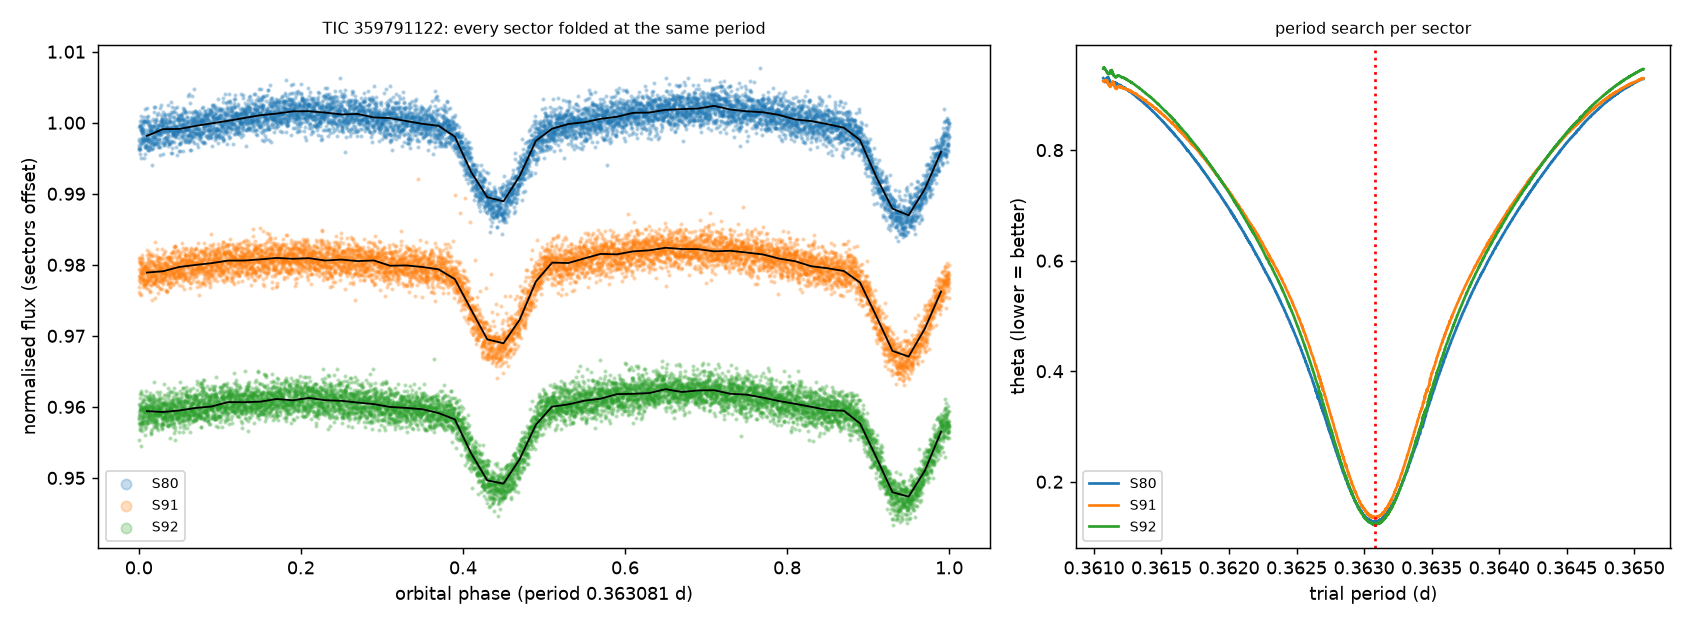 TIC 359791122: every sector folded at the same period
normalised flux (sectors offset)
1.01
1.00
0.99
0.98
0.97
0.96
0.95
S80
S91
S92
0.0 0.2 0.4 0.6 0.8 1.0
orbital phase (period 0.363081 d)
period search per sector
theta (lower = better)
0.8
0.6
0.4
0.2
S80
S91
S92
0.3610 0.3615 0.3620 0.3625 0.3630 0.3635 0.3640 0.3645 0.3650
trial period (d)